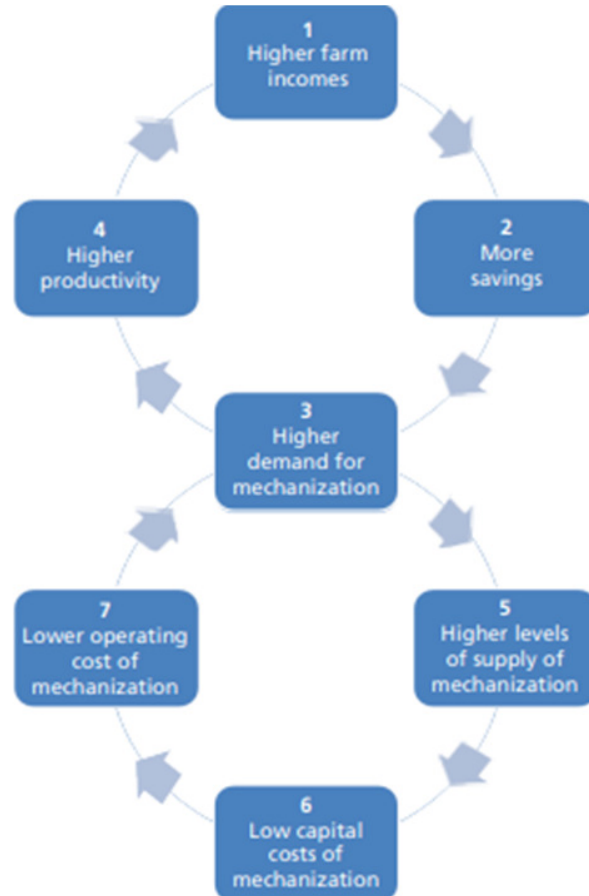 1
Higher farm
incomes
4
Higher
productivity
2
More
savings
3
Higher
demand for
mechanization
7
Lower operating
cost of
mechanization
5
Higher levels
of supply of
mechanization
6
Low capital
costs of
mechanization